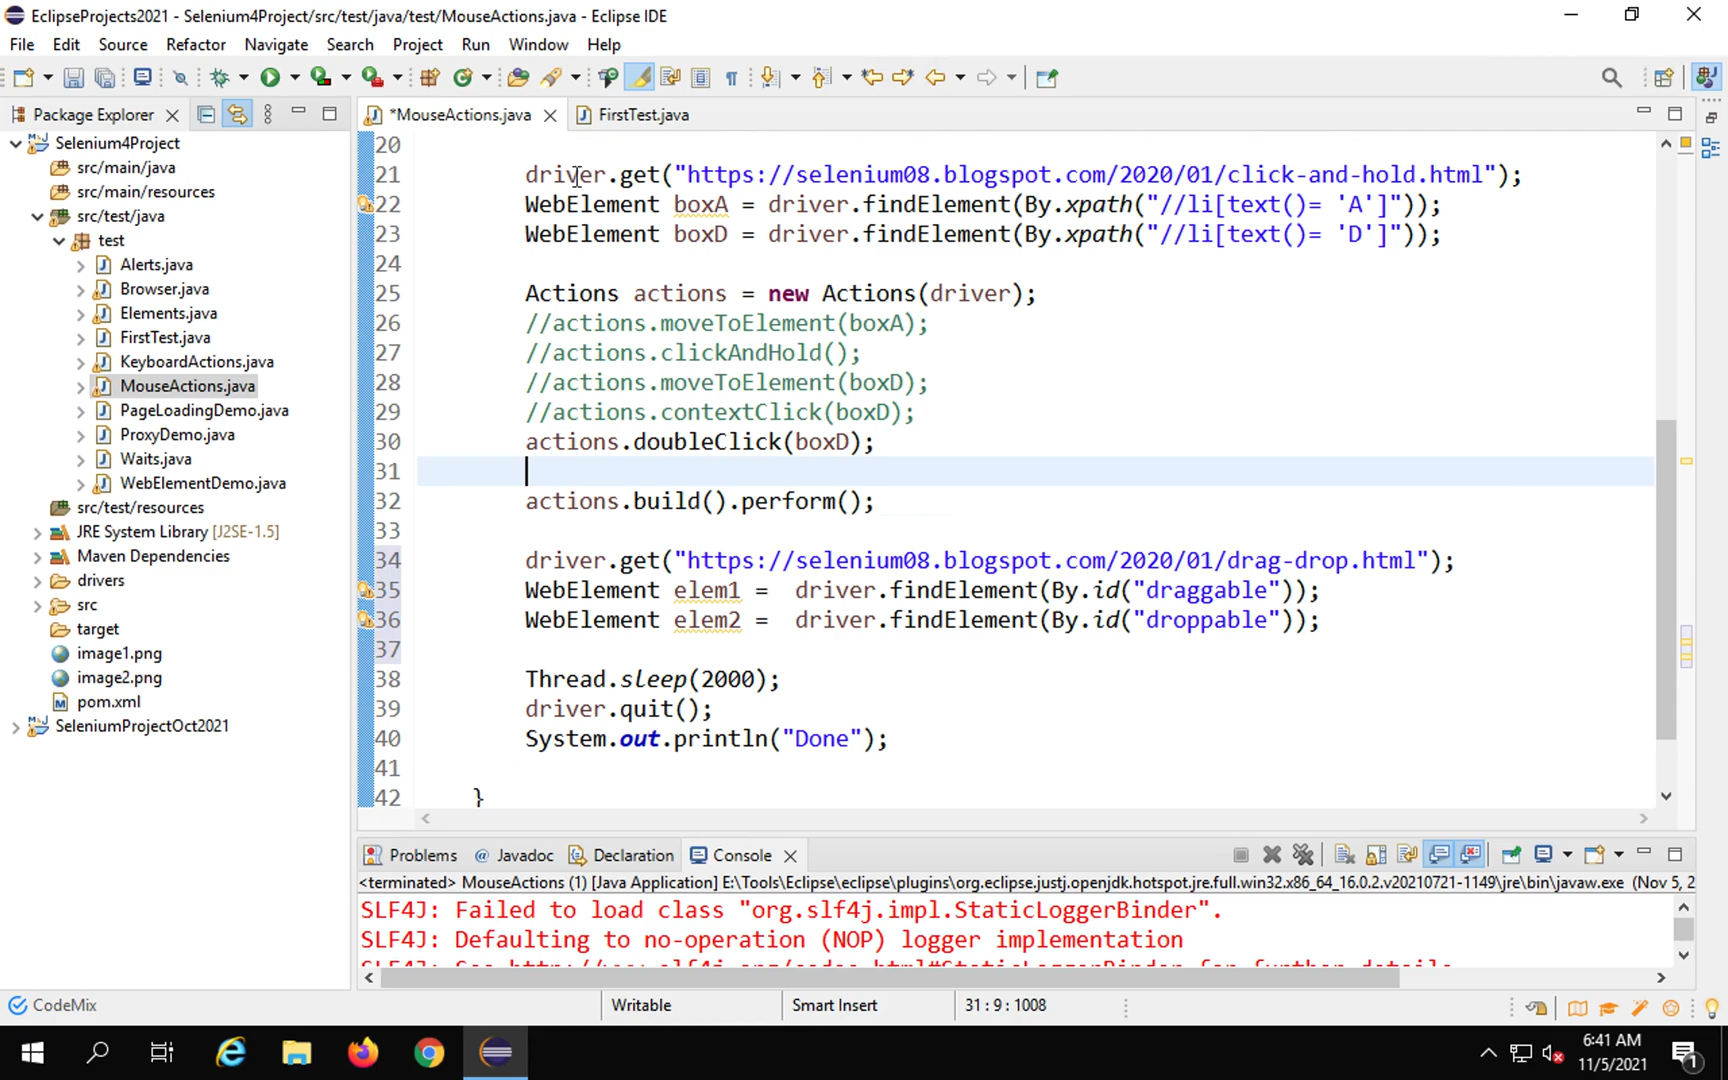 EclipseProjects2021 - Selenium4Project/src/test/java/test/MouseActions.java - Eclipse IDE
File Edit Source Refactor Navigate Search Project Run Window Help
Package Explorer
*MouseActions.java FirstTest.java
Selenium4Project
src/main/java
src/main/resources
src/test/java
test
Alerts.java
Browser.java
Elements.java
FirstTest.java
KeyboardActions.java
MouseActions.java
PageLoadingDemo.java
ProxyDemo.java
Waits.java
WebElementDemo.java
src/test/resources
JRE System Library [J2SE-1.5]
Maven Dependencies
drivers
src
target
image1.png
image2.png
pom.xml
SeleniumProjectOct2021
20
21 driver.get("https://selenium08.blogspot.com/2020/01/click-and-hold.html");
22 WebElement boxA = driver.findElement(By.xpath("//li[text()= 'A']"));
23 WebElement boxD = driver.findElement(By.xpath("//li[text()= 'D']"));
24
25 Actions actions = new Actions(driver);
26 //actions.moveToElement(boxA);
27 //actions.clickAndHold();
28 //actions.moveToElement(boxD);
29 //actions.contextClick(boxD);
30 actions.doubleClick(boxD);
31
32 actions.build().perform();
33
34 driver.get("https://selenium08.blogspot.com/2020/01/drag-drop.html");
35 WebElement elem1 =  driver.findElement(By.id("draggable"));
36 WebElement elem2 =  driver.findElement(By.id("droppable"));
37
38 Thread.sleep(2000);
39 driver.quit();
40 System.out.println("Done");
41
42 }
Problems @ Javadoc Declaration Console
<terminated> MouseActions (1) [Java Application] E:\Tools\Eclipse\eclipse\plugins\org.eclipse.justj.openjdk.hotspot.jre.full.win32.x86_64_16.0.2.v20210721-1149\jre\bin\javaw.exe (Nov 5, 2
SLF4J: Failed to load class "org.slf4j.impl.StaticLoggerBinder".
SLF4J: Defaulting to no-operation (NOP) logger implementation
SLF4J: See http://www.slf4j.org/codes.html#StaticLoggerBinder for further details
CodeMix Writable Smart Insert 31 : 9 : 1008
6:41 AM
11/5/2021
1